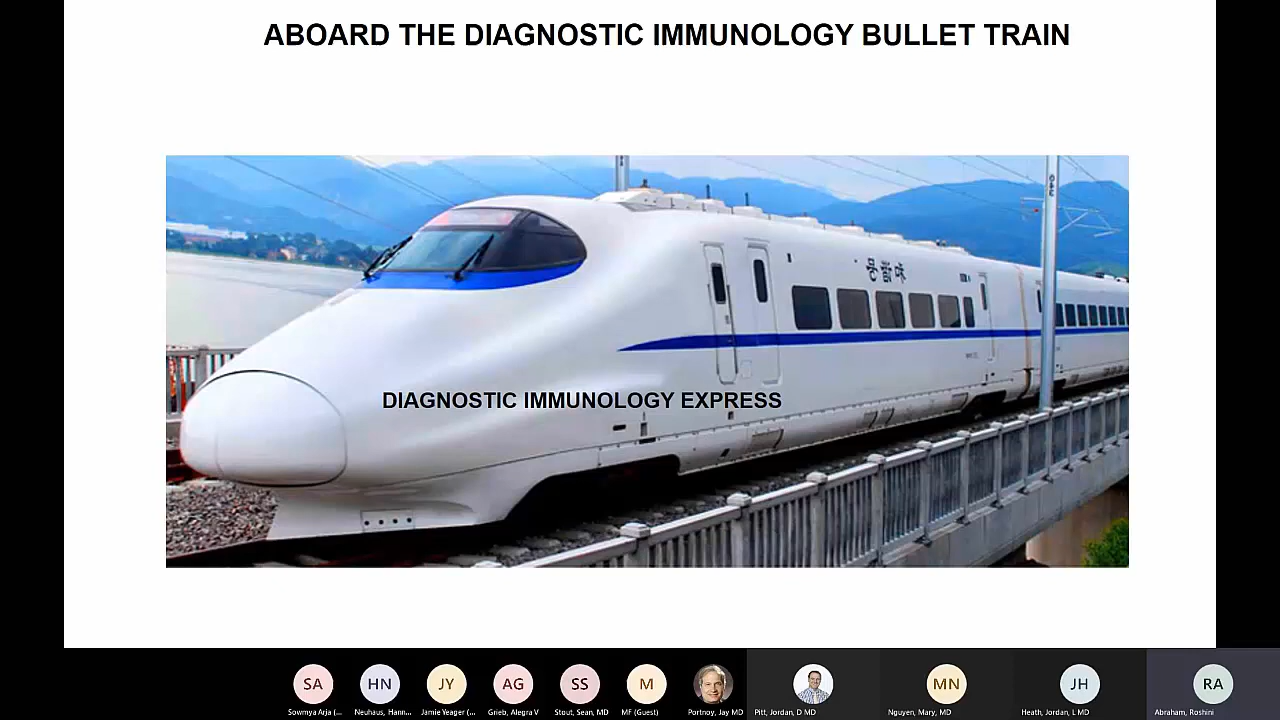 ABOARD THE DIAGNOSTIC IMMUNOLOGY BULLET TRAIN
DIAGNOSTIC IMMUNOLOGY EXPRESS
SA
HN
JY
AG
SS
M
MN
JH
RA
Sowmya Arja (...
Neuhaus, Hann...
Jamie Yeager (...
Grieb, Alegra V
Stout, Sean, MD
MF (Guest)
Portnoy, Jay MD
Pitt, Jordan, D MD
Nguyen, Mary, MD
Heath, Jordan, L MD
Abraham, Roshini